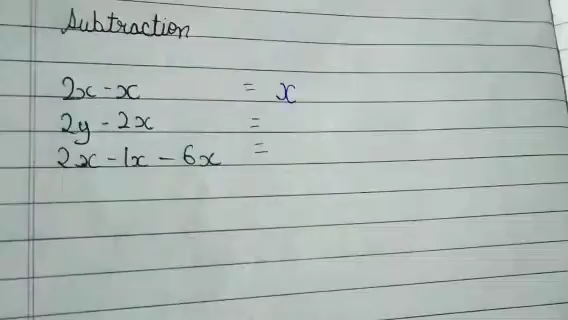 Subtraction
2x - x = x
2y - 2x =
2x - 1x - 6x =